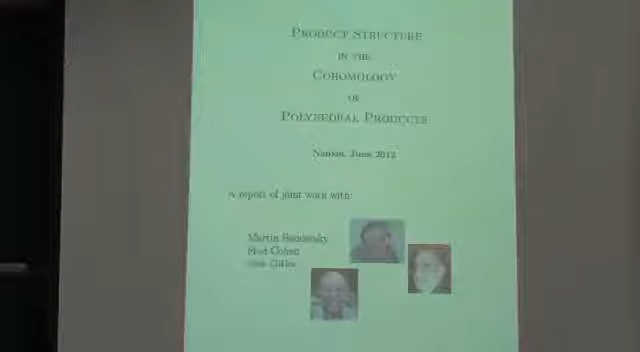 PRODUCT STRUCTURE
IN THE
COHOMOLOGY
OF
POLYHEDRAL PRODUCTS
June 2012
A report of joint work with:
Martin Bendersky
Fred Cohen